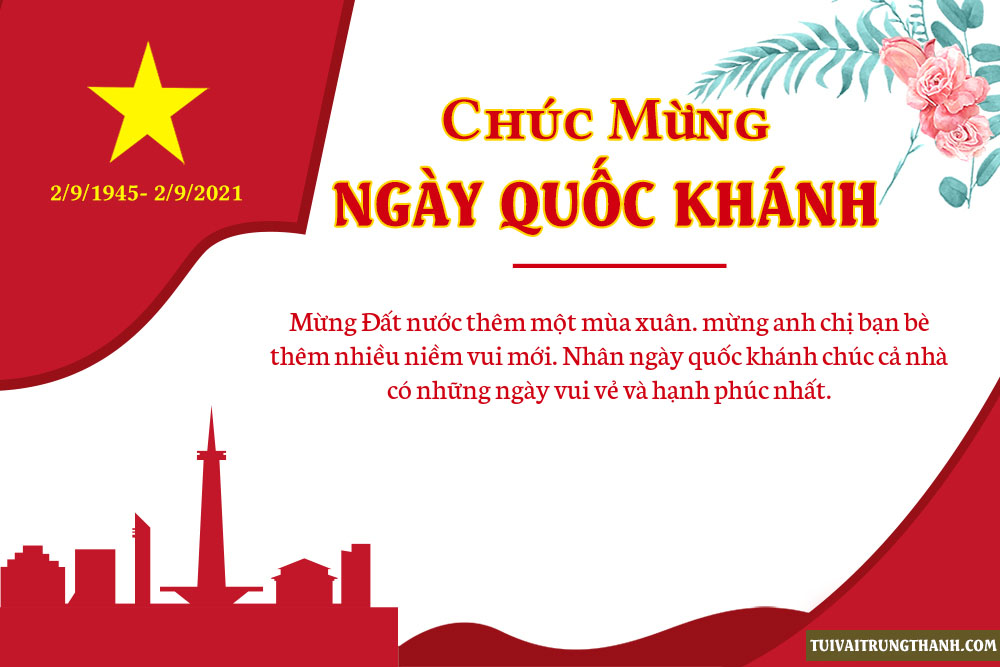 2/9/1945- 2/9/2021
Chúc Mừng
NGÀY QUỐC KHÁNH
Mừng Đất nước thêm một mùa xuân. mừng anh chị bạn bè
thêm nhiều niềm vui mới. Nhân ngày quốc khánh chúc cả nhà
có những ngày vui vẻ và hạnh phúc nhất.
TUIVAITRUNGTHANH.COM